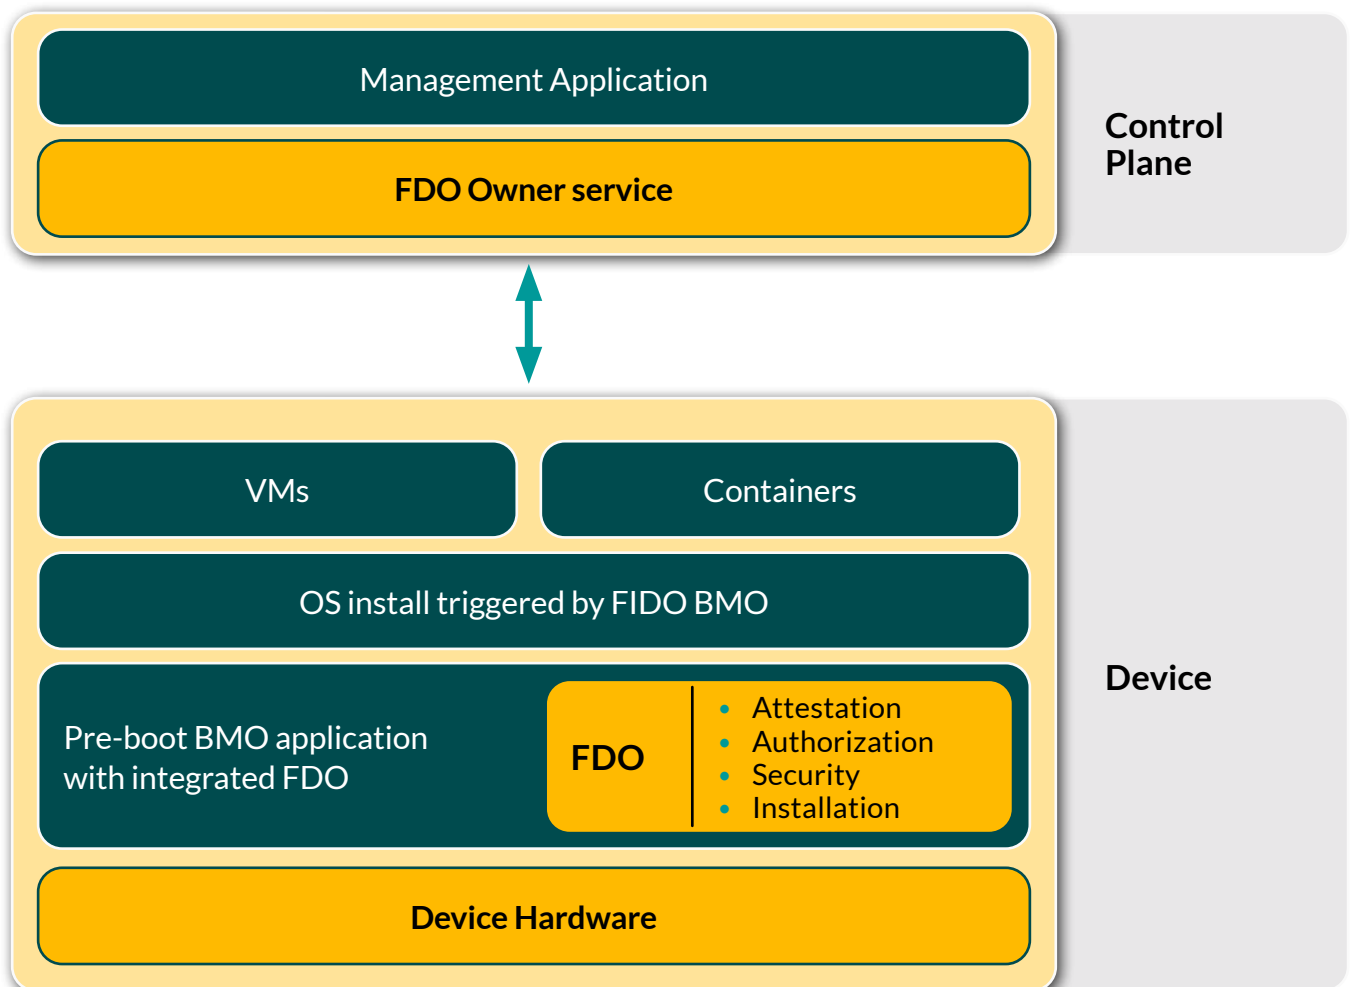 Management Application
FDO Owner service
Control
Plane
VMs
Containers
OS install triggered by FIDO BMO
Pre-boot BMO application
with integrated FDO
FDO
• Attestation
• Authorization
• Security
• Installation
Device
Device Hardware